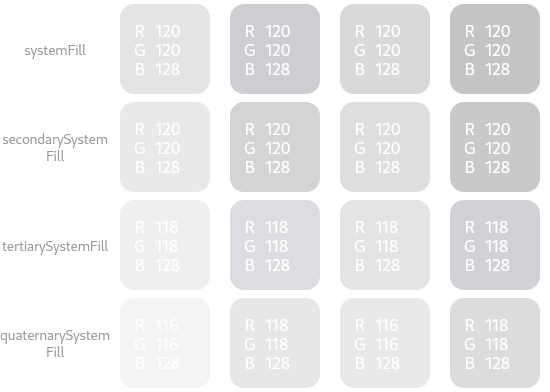 systemFill
R 120 R 120 R 120 R 120
G 120 G 120 G 120 G 120
B 128 B 128 B 128 B 128
secondarySystem
Fill
R 120 R 120 R 120 R 120
G 120 G 120 G 120 G 120
B 128 B 128 B 128 B 128
tertiarySystemFill
R 118 R 118 R 118 R 118
G 118 G 118 G 118 G 118
B 128 B 128 B 128 B 128
quaternarySystem
Fill
R 116 R 118 R 116 R 118
G 116 G 118 G 116 G 118
B 128 B 128 B 128 B 128